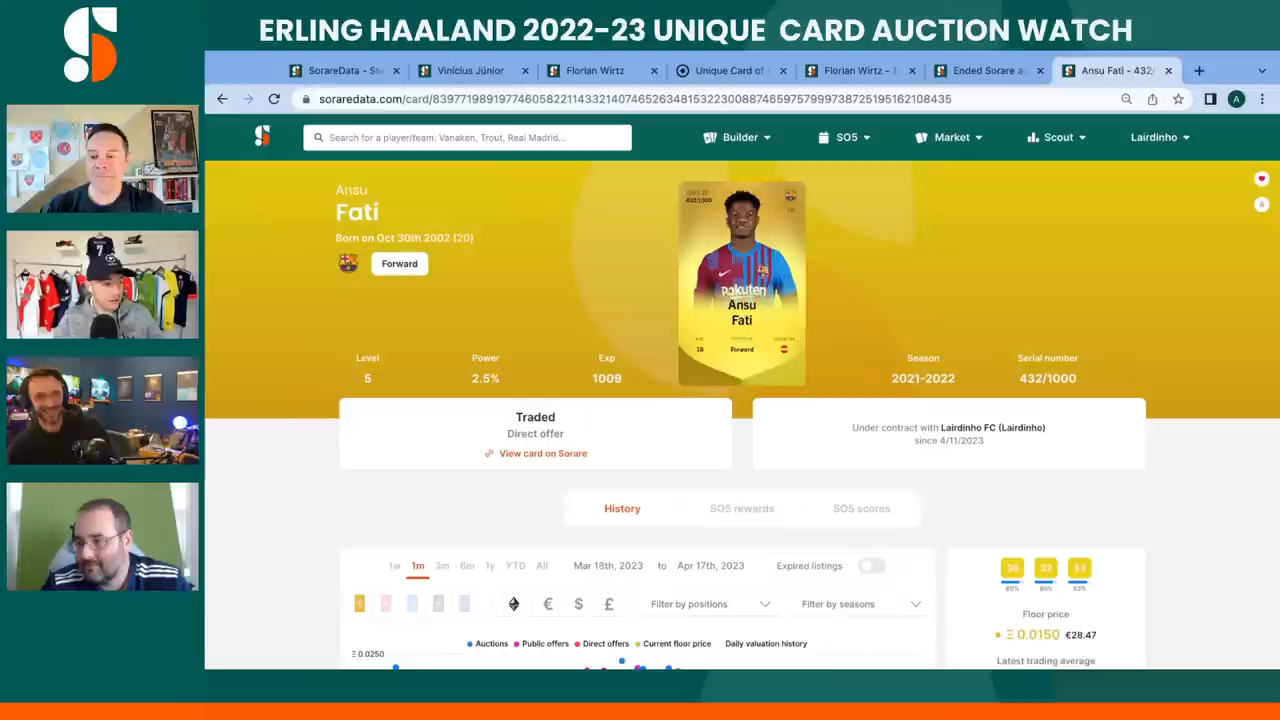 ERLING HAALAND 2022-23 UNIQUE CARD AUCTION WATCH
SorareData - St
Vinícius Júnior
Florian Wirtz
Unique Card of
Florian Wirtz -
Ended Sorare a
Ansu Fati - 432/
soraredata.com/card/83977198919774605822114332140746526348153223008874659757999738725195162108435
A
Search for a player/team: Vanaken, Trout, Real Madrid...
Builder
SO5
Market
Scout
Lairdinho
Ansu
Fati
Born on Oct 30th 2002 (20)
Forward
432/1000
Rakuten
Ansu
Fati
18
Forward
Level
Power
Exp
Season
Serial number
5
2.5%
1009
2021-2022
432/1000
Traded
Direct offer
View card on Sorare
Under contract with Lairdinho FC (Lairdinho)
since 4/11/2023
History
SO5 rewards
SO5 scores
1w
1m
3m
6m
1y
YTD
All
Mar 18th, 2023
to
Apr 17th, 2023
Expired listings
€
$
£
Filter by positions
Filter by seasons
Auctions
Public offers
Direct offers
Current floor price
Daily valuation history
Ξ 0.0250
Floor price
Ξ 0.0150 €28.47
Latest trading average